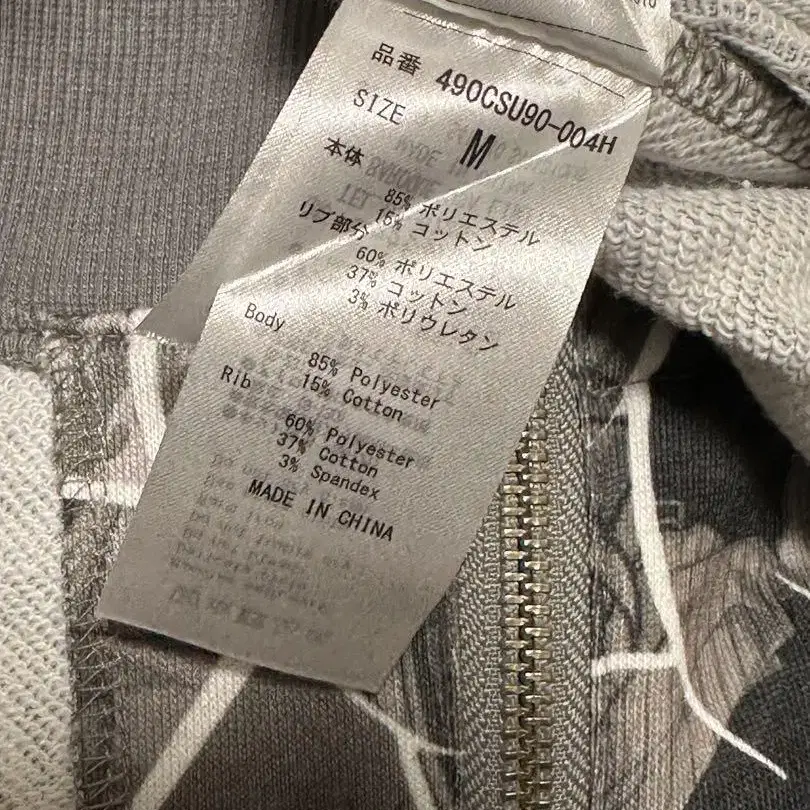 品番 490CSU90-004H
SIZE M
本体
85% ポリエステル
15% コットン
リブ部分
60% ポリエステル
37% コットン
3% ポリウレタン
Body
85% Polyester
15% Cotton
Rib
60% Polyester
37% Cotton
3% Spandex
MADE IN CHINA